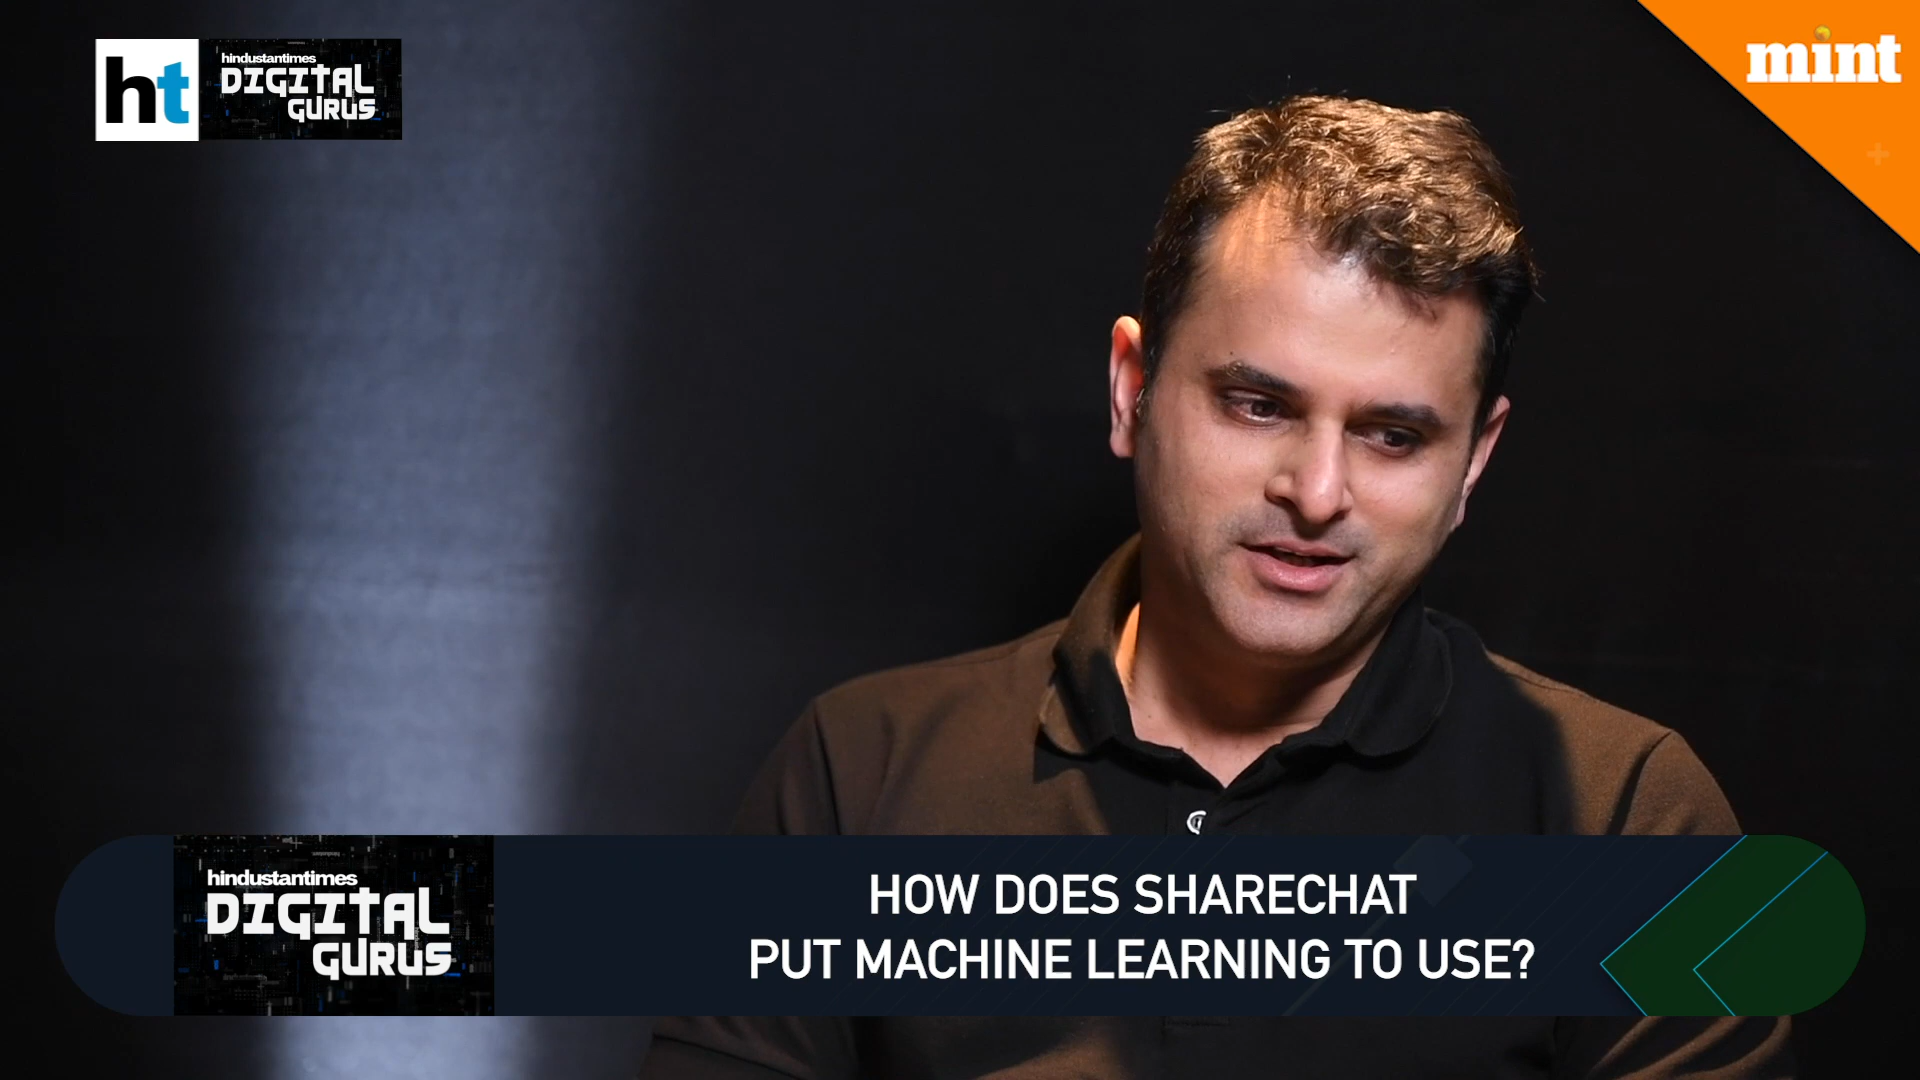 ht
hindustantimes
DIGITAL
GURUS
mint
hindustantimes
DIGITAL
GURUS
HOW DOES SHARECHAT
PUT MACHINE LEARNING TO USE?